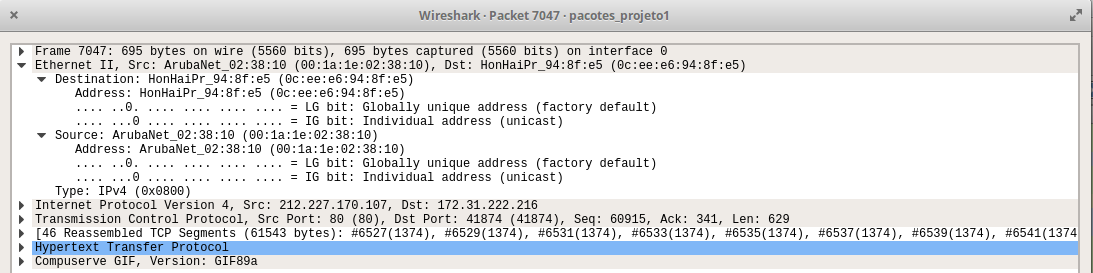 Wireshark · Packet 7047 · pacotes_projeto1
Frame 7047: 695 bytes on wire (5560 bits), 695 bytes captured (5560 bits) on interface 0
Ethernet II, Src: ArubaNet_02:38:10 (00:1a:1e:02:38:10), Dst: HonHaiPr_94:8f:e5 (0c:ee:e6:94:8f:e5)
Destination: HonHaiPr_94:8f:e5 (0c:ee:e6:94:8f:e5)
Address: HonHaiPr_94:8f:e5 (0c:ee:e6:94:8f:e5)
.... ..0. .... .... .... .... = LG bit: Globally unique address (factory default)
.... ...0 .... .... .... .... = IG bit: Individual address (unicast)
Source: ArubaNet_02:38:10 (00:1a:1e:02:38:10)
Address: ArubaNet_02:38:10 (00:1a:1e:02:38:10)
.... ..0. .... .... .... .... = LG bit: Globally unique address (factory default)
.... ...0 .... .... .... .... = IG bit: Individual address (unicast)
Type: IPv4 (0x0800)
Internet Protocol Version 4, Src: 212.227.170.107, Dst: 172.31.222.216
Transmission Control Protocol, Src Port: 80 (80), Dst Port: 41874 (41874), Seq: 60915, Ack: 341, Len: 629
[46 Reassembled TCP Segments (61543 bytes): #6527(1374), #6529(1374), #6531(1374), #6533(1374), #6535(1374), #6537(1374), #6539(1374), #6541(1374
Hypertext Transfer Protocol
Compuserve GIF, Version: GIF89a